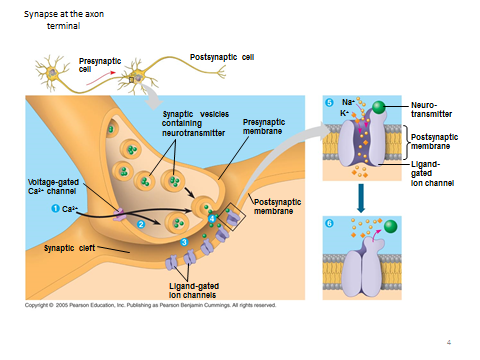 Synapse at the axon
terminal
Presynaptic
cell
Postsynaptic cell
Synaptic vesicles
containing
neurotransmitter
Presynaptic
membrane
Voltage-gated
Ca²⁺ channel
1 Ca²⁺
2
3
4
Postsynaptic
membrane
Synaptic cleft
Ligand-gated
ion channels
5
Na⁺
K⁺
Neuro-
transmitter
Postsynaptic
membrane
Ligand-
gated
ion channel
6
Copyright © 2005 Pearson Education, Inc. Publishing as Pearson Benjamin Cummings. All rights reserved.
4